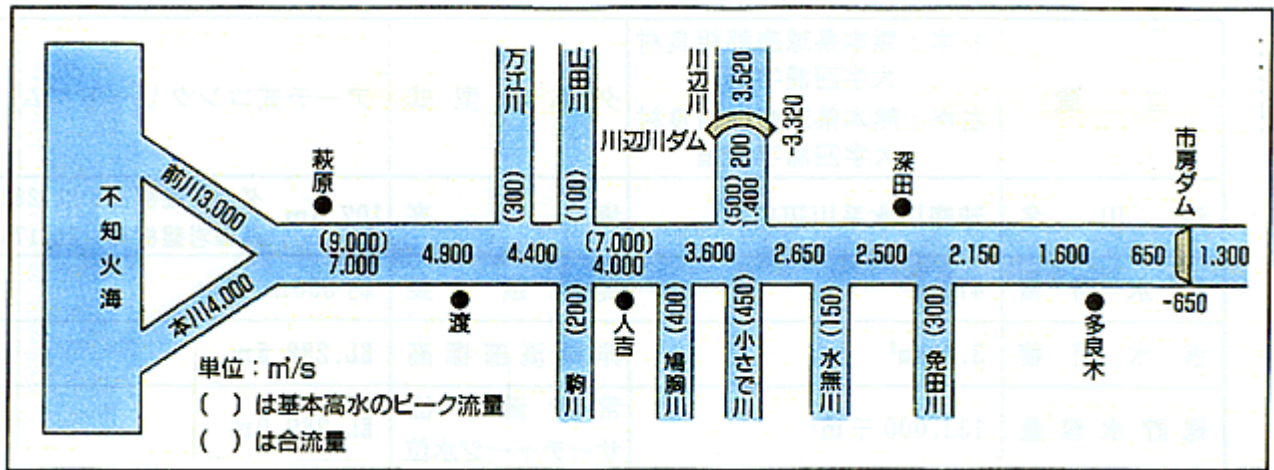 万江川
(300)
山田川
(100)
川辺川
3.520
川辺川ダム
-3.320
200
(500)
1,400
萩原
深田
市房ダム
不知火海
前川3,000
本川4,000
(9.000)
7.000
4.900
4.400
(7.000)
4.000
3.600
2.650
2.500
2.150
1.600
650
1.300
-650
渡
(200)
駒川
人吉
(400)
鳩胸川
(450)
小さで川
(150)
水無川
(300)
免田川
多良木
単位：㎥/s
( )は基本高水のピーク流量
( )は合流量